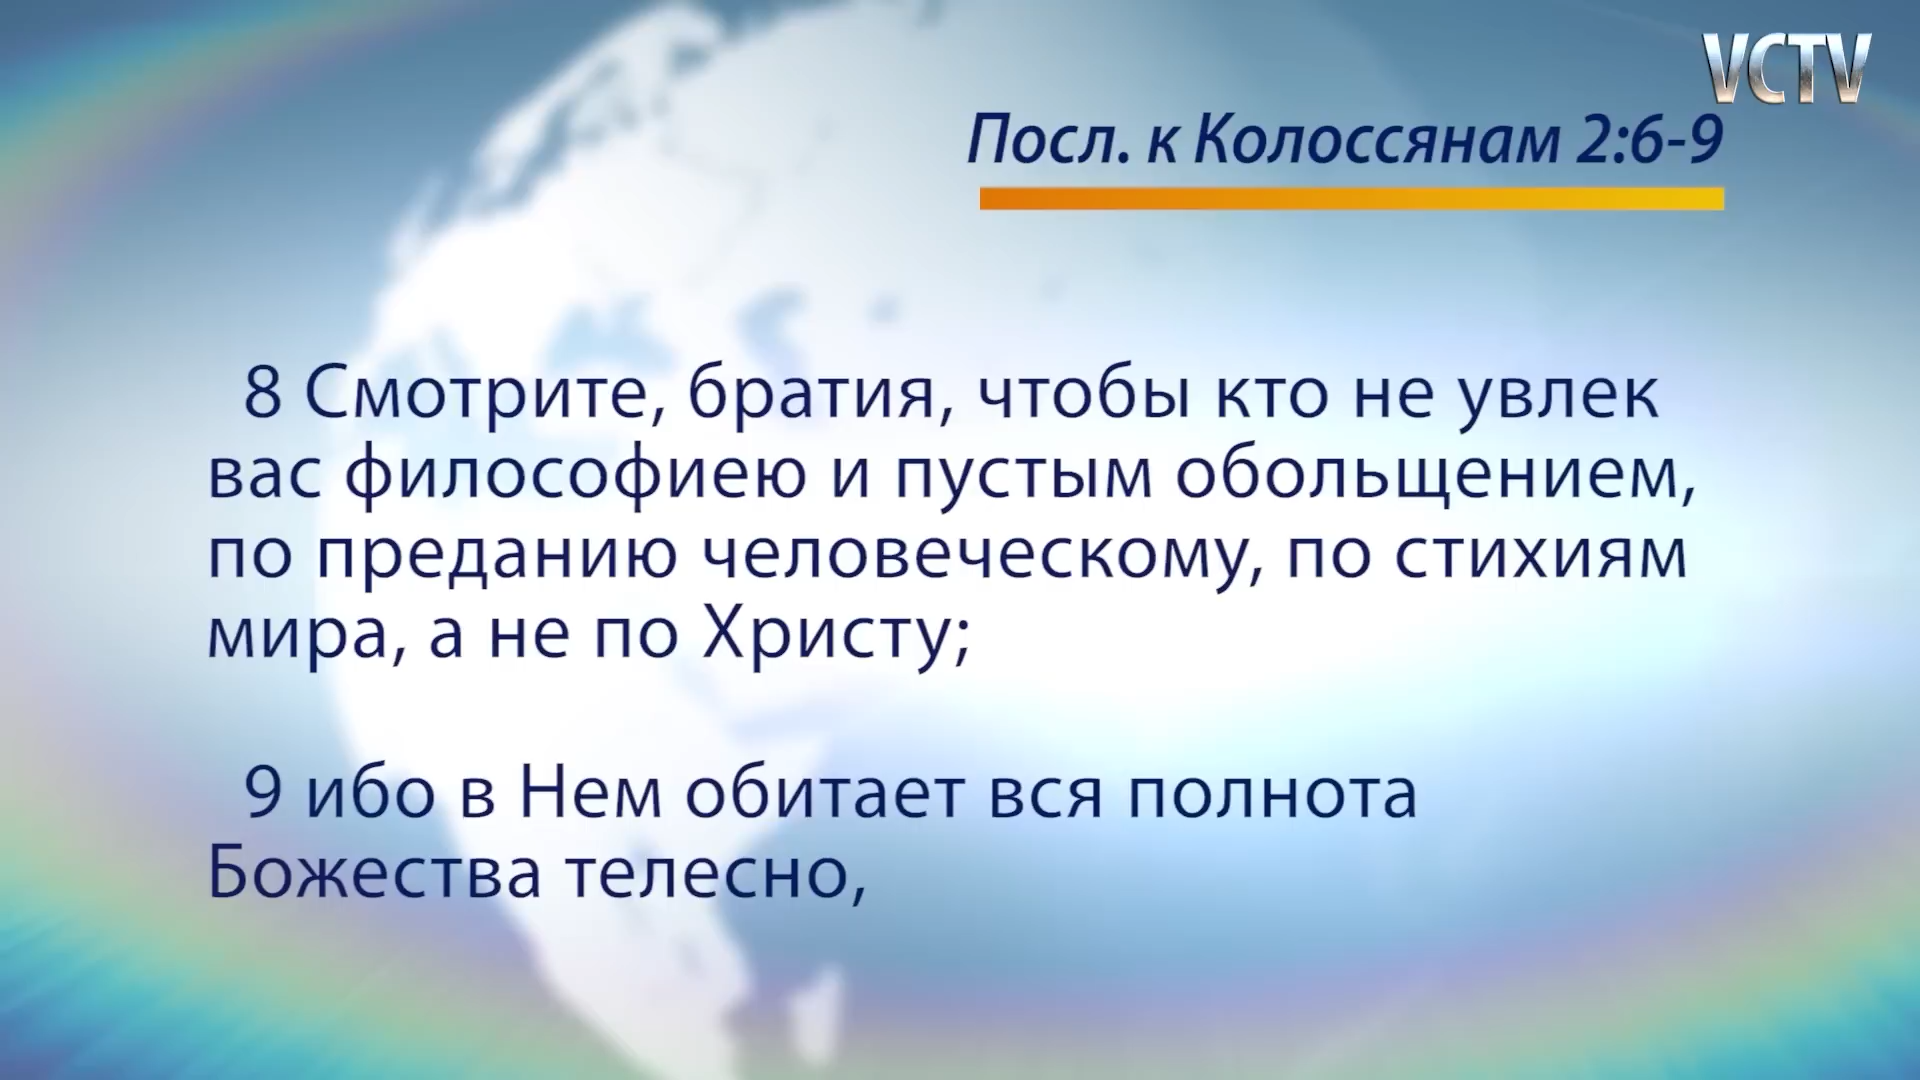 VCTV
Посл. к Колоссянам 2:6-9
8 Смотрите, братия, чтобы кто не увлек
вас философиею и пустым обольщением,
по преданию человеческому, по стихиям
мира, а не по Христу;
9 ибо в Нем обитает вся полнота
Божества телесно,